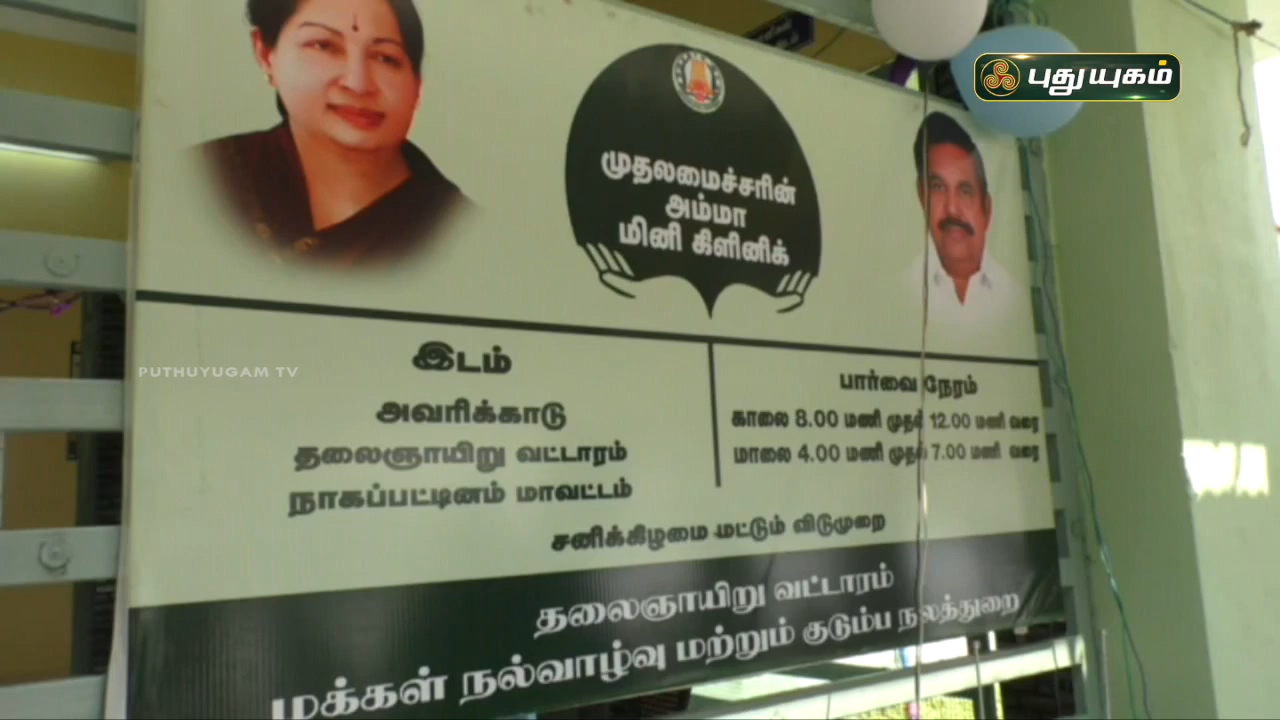 புதுயுகம்
முதலமைச்சரின்
அம்மா
மினி கிளினிக்
இடம்
அவரிக்காடு
தலைஞாயிறு வட்டாரம்
நாகப்பட்டினம் மாவட்டம்
பார்வை நேரம்
காலை 8.00 மணி முதல் 12.00 மணி வரை
மாலை 4.00 மணி முதல் 7.00 மணி வரை
சனிக்கிழமை மட்டும் விடுமுறை
தலைஞாயிறு வட்டாரம்
மக்கள் நல்வாழ்வு மற்றும் குடும்ப நலத்துறை
PUTHUYUGAM TV